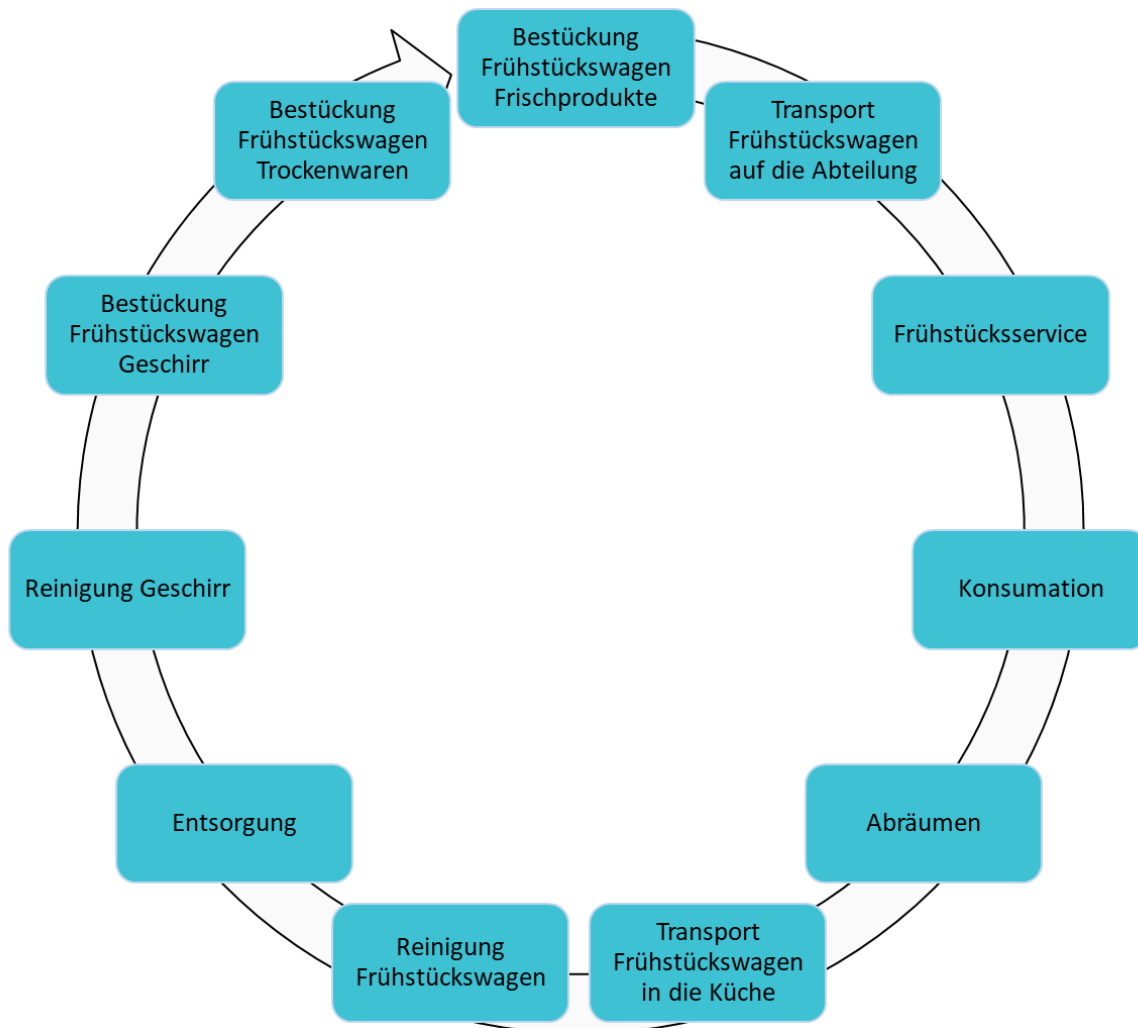 Bestückung
Frühstückswagen
Frischprodukte
Transport
Frühstückswagen
auf die Abteilung
Frühstücksservice
Konsumation
Abräumen
Transport
Frühstückswagen
in die Küche
Reinigung
Frühstückswagen
Entsorgung
Reinigung Geschirr
Bestückung
Frühstückswagen
Geschirr
Bestückung
Frühstückswagen
Trockenwaren